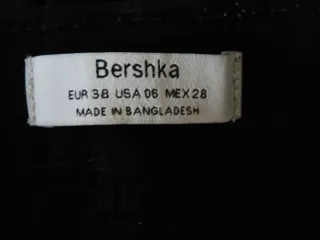 Bershka
EUR 38 USA 06 MEX 28
MADE IN BANGLADESH